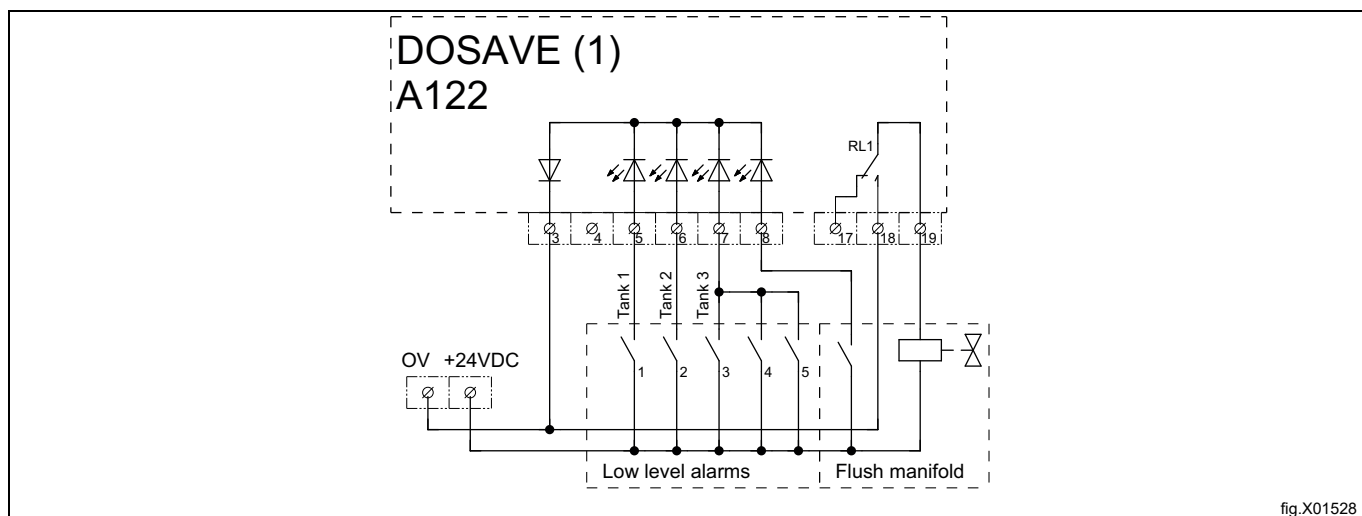 DOSAVE (1)
A122
RL1
3 4 5 6 7 8 17 18 19
Tank 1
Tank 2
Tank 3
OV +24VDC
1 2 3 4 5
Low level alarms
Flush manifold
fig.X01528